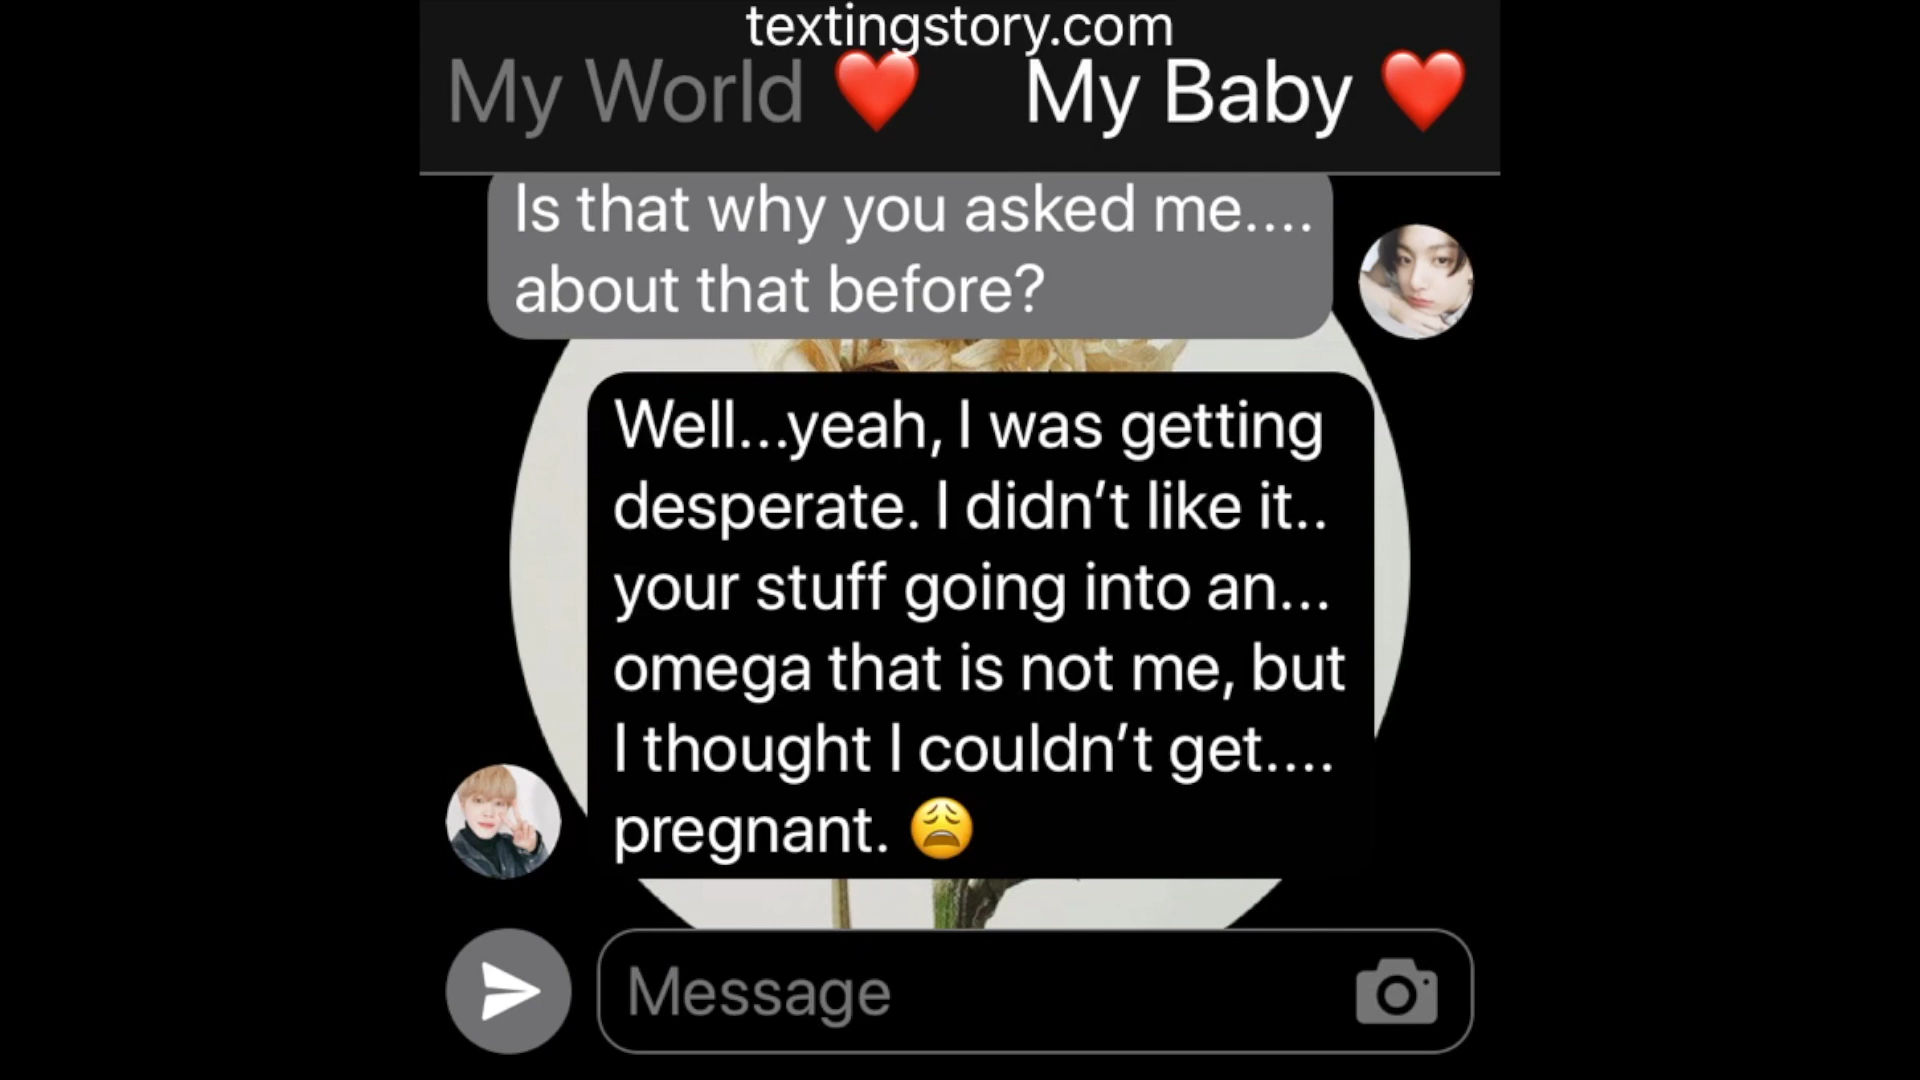 textingstory.com
My World ❤️ My Baby ❤️
Is that why you asked me....
about that before?
Well...yeah, I was getting
desperate. I didn’t like it..
your stuff going into an...
omega that is not me, but
I thought I couldn’t get....
pregnant. 😩
Message